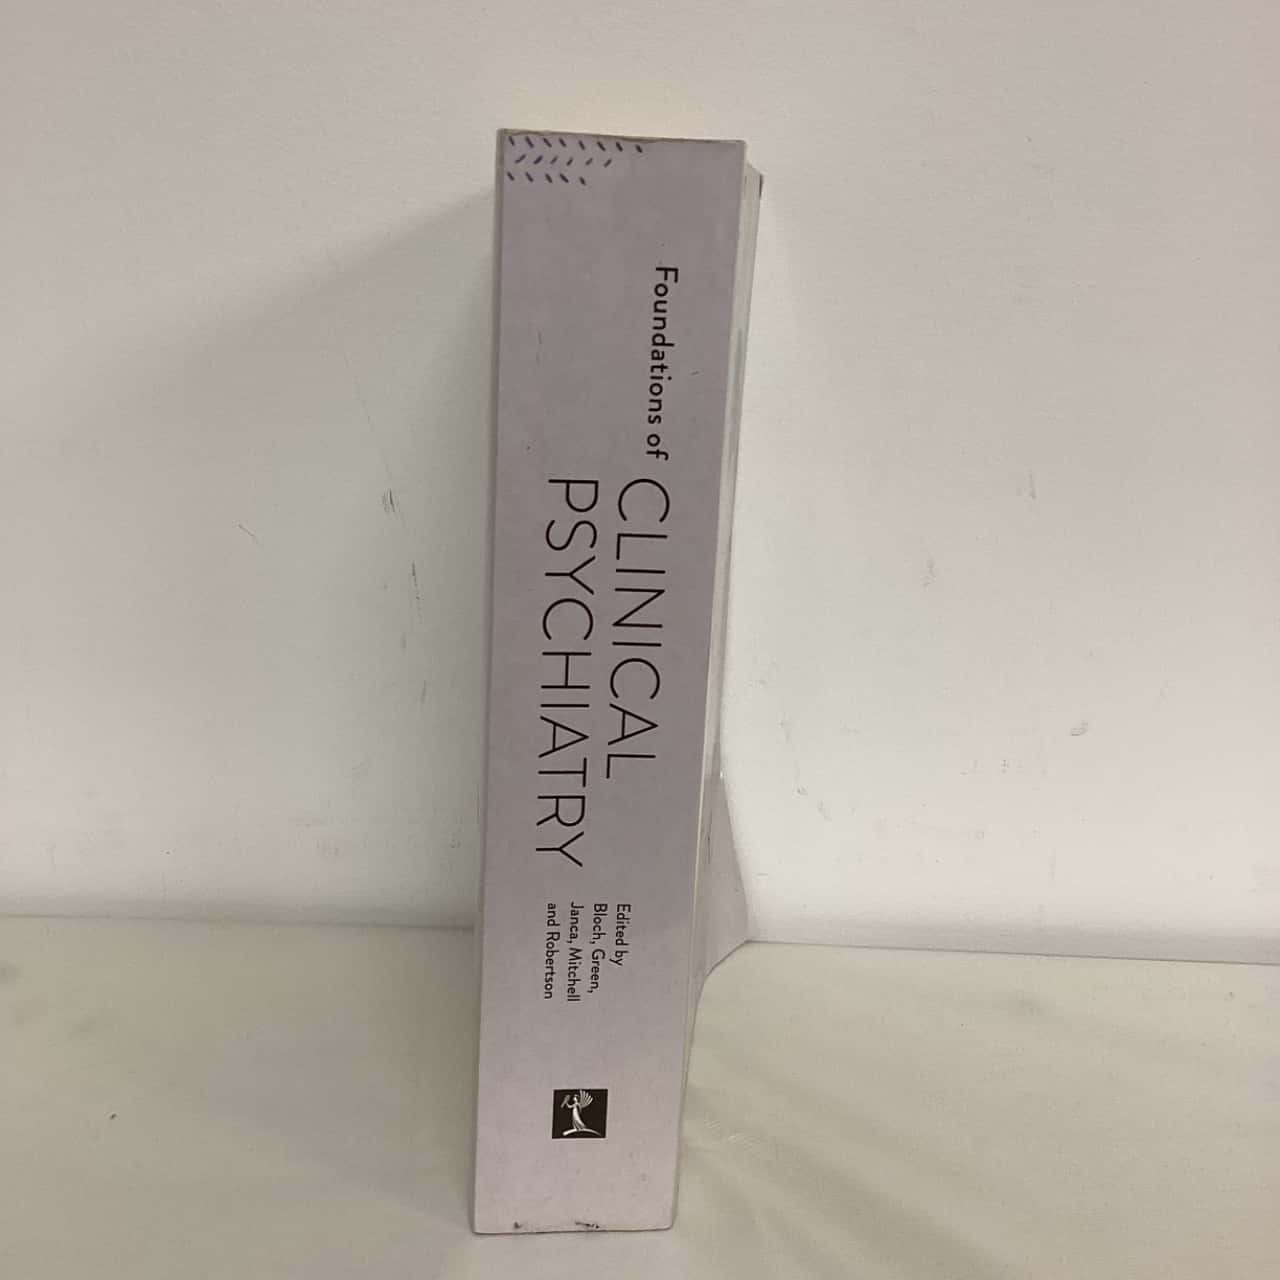 Foundations of
CLINICAL
PSYCHIATRY
Edited by
Bloch, Green,
Janca, Mitchell
and Robertson